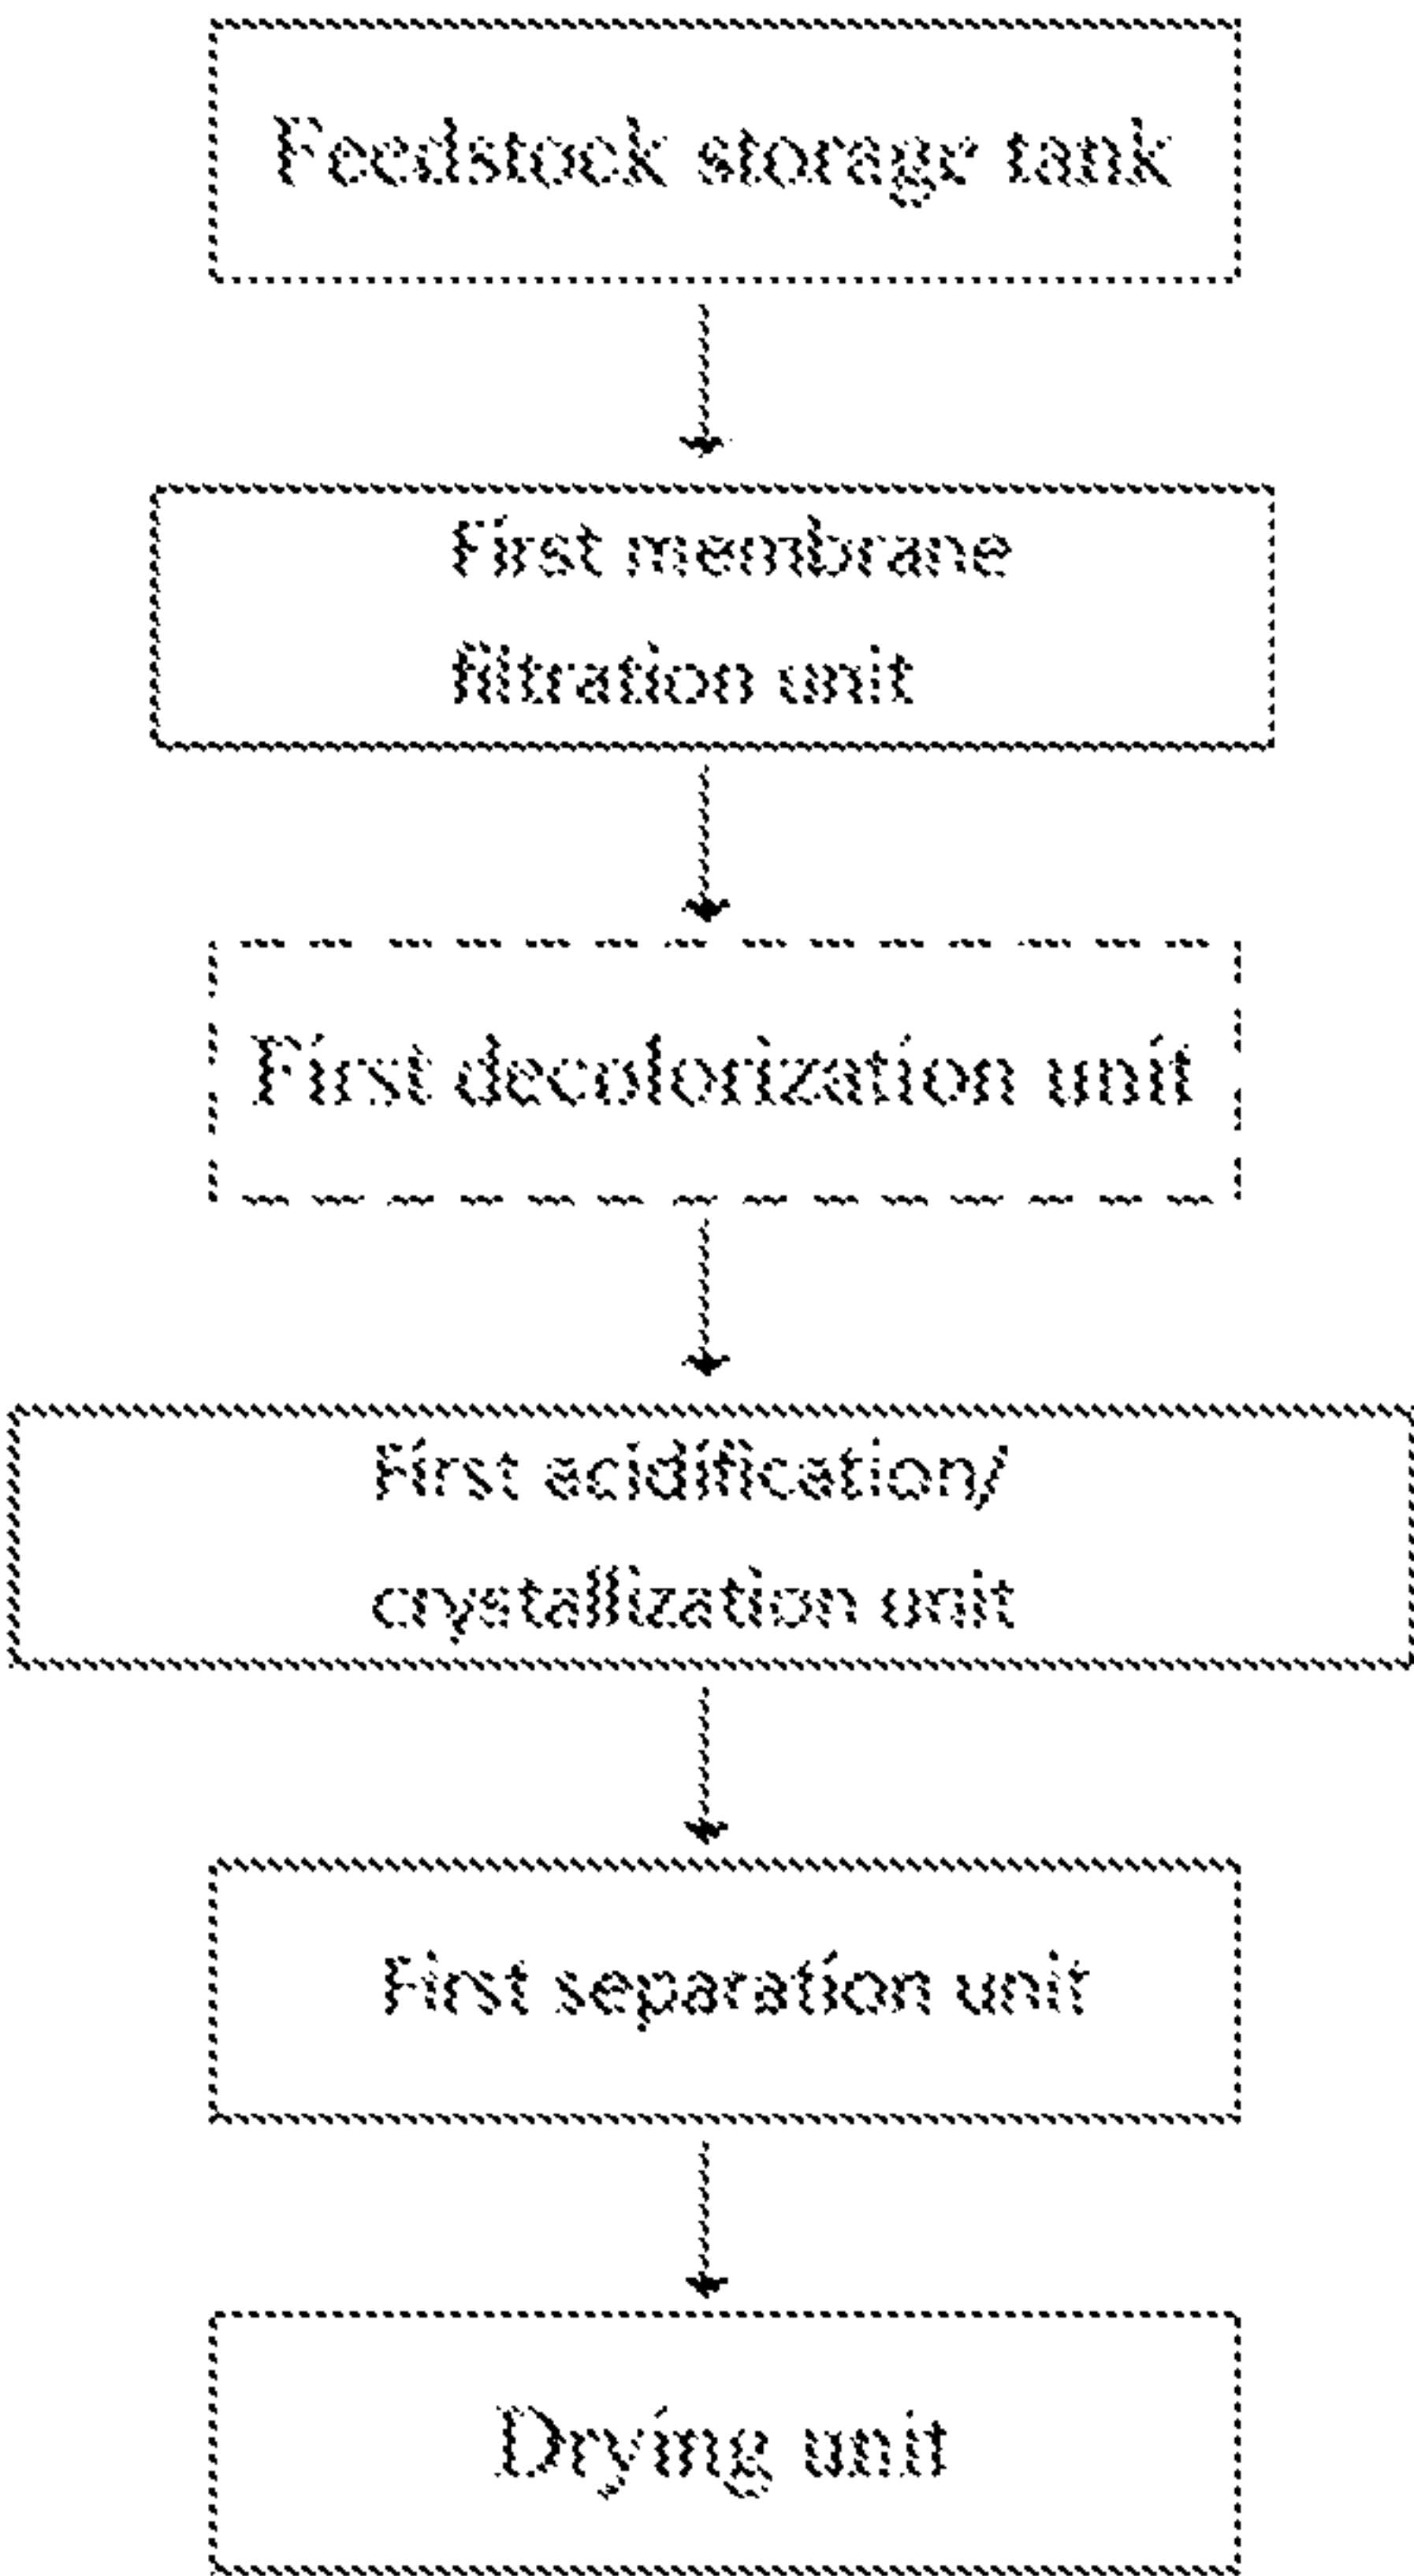 Feedstock storage tank
First membrane
filtration unit
First decolorization unit
First acidification/
crystallization unit
First separation unit
Drying unit